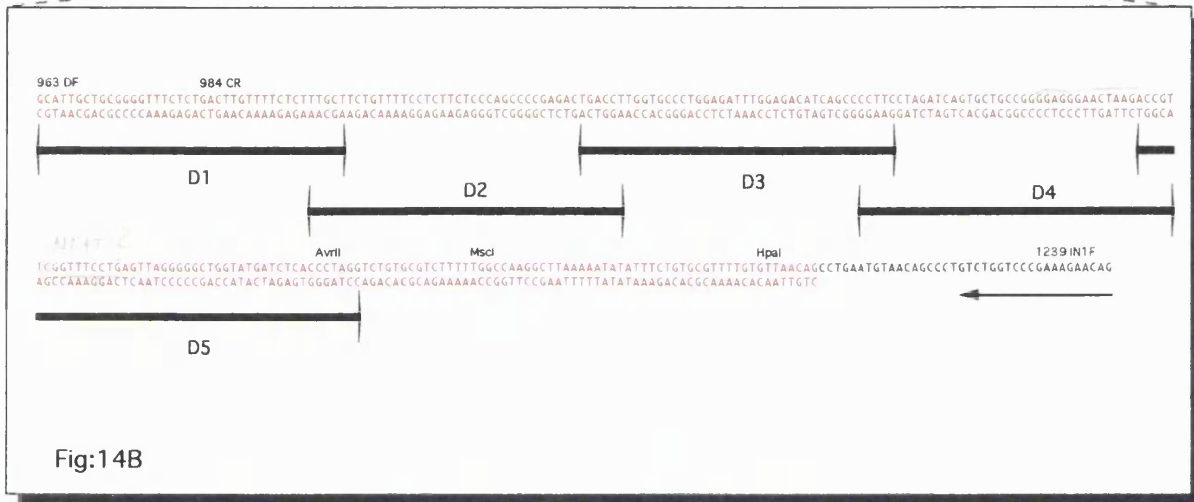 963 DF 984 CR
GCATTGCTGCGGGGTTTCTCTGACTTGTTTTCTCTTTGCTTCTGTTTTCCTCTTCTCCCAGCCCCGAGACTGACCTTGGTGCCCTGGAGATTTGGAGACATCAGCCCCTTCCTAGATCAGTGCTGCCGGGGAGGGAACTAAGACCGT
CGTAACGACGCCCCAAAGAGACTGAACAAAAGAGAAACGAAGACAAAAGGAGAAGAGGGTCGGGGCTCTGACTGGAACCACGGGACCTCTAAACCTCTGTAGTCGGGGAAGGATCTAGTCACGACGGCCCCTCCCTTGATTCTGGCA
D1 D3
D2 D4
AvrII MscI HpaI 1239 IN1F
TCGGTTTCCTGAGTTAGGGGGCTGGTATGATCTCACCCTAGGTCTGTGCGTCTTTTTGGCCAAGGCTTAAAAATATATTTCTGTGCGTTTTGTGTTAACAGCCTGAATGTAACAGCCCTGTCTGGTCCCGAAAGAACAG
AGCCAAAGGACTCAATCCCCCGACCATACTAGAGTGGGATCCAGACACGCAGAAAAACCGGTTCCGAATTTTTATATAAAGACACGCAAAACACAATTGTC
D5
Fig:14B